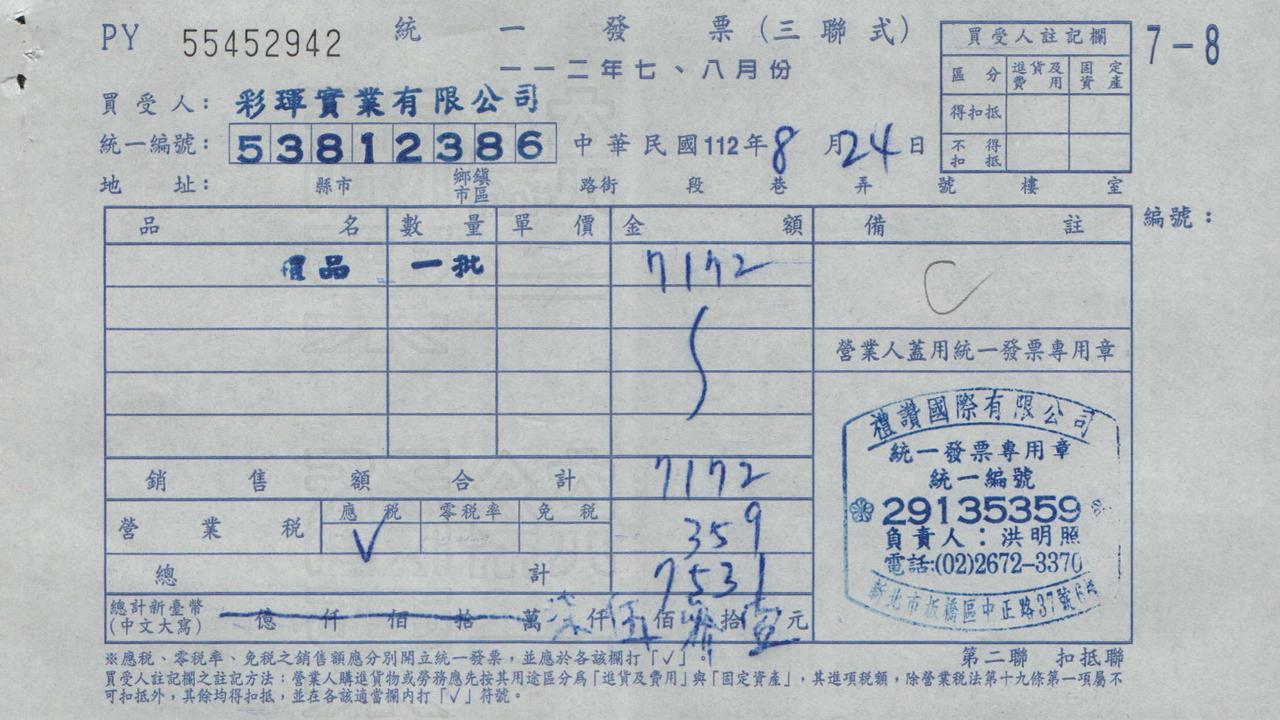 PY 55452942 統一發票(三聯式)
一一二年七、八月份
7-8
買受人註記欄
區分 進貨及費用 固定資產
得扣抵
不得扣抵
買受人: 彩琿實業有限公司
統一編號: 53812386 中華民國112年8月24日
地址: 縣市 鄉鎮市區 路街 段 巷 弄 號 樓 室
品名 數量 單價 金額 備註 編號:
禮品 一批 7172
營業人蓋用統一發票專用章
銷售額合計 7172
營業稅 應稅 零稅率 免稅 359
V
總計 7531
總計新臺幣(中文大寫) 億 仟 佰 拾 萬 柒仟伍佰參拾壹元
禮讚國際有限公司
統一發票專用章
統一編號
29135359
負責人:洪明照
電話:(02)2672-3370
新北市板橋區中正路37號
第二聯 扣抵聯
※應稅、零稅率、免稅之銷售額應分別開立統一發票,並應於各該欄打「V」。
買受人註記欄之註記方法:營業人購進貨物或勞務應先按其用途區分為「進貨及費用」與「固定資產」,其進項稅額,除營業稅法第十九條第一項屬不
可扣抵外,其餘均得扣抵,並在各該適當欄內打「V」符號。